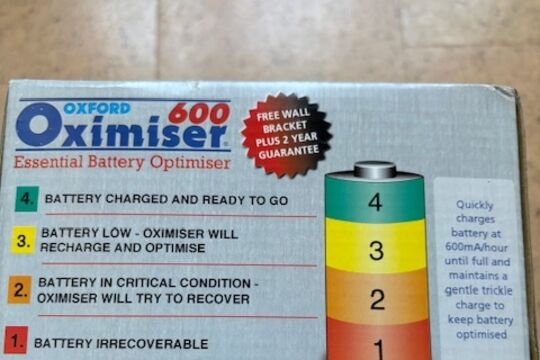 OXFORD 600
Oximiser
Essential Battery Optimiser
FREE WALL
BRACKET
PLUS 2 YEAR
GUARANTEE
4. BATTERY CHARGED AND READY TO GO
3. BATTERY LOW - OXIMISER WILL
RECHARGE AND OPTIMISE
2. BATTERY IN CRITICAL CONDITION -
OXIMISER WILL TRY TO RECOVER
1. BATTERY IRRECOVERABLE
4
3
2
1
Quickly
charges
battery at
600mA/hour
until full and
maintains a
gentle trickle
charge to
keep battery
optimised